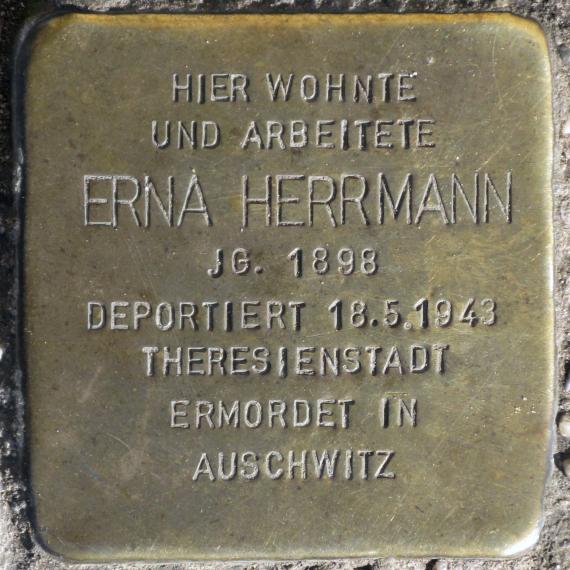 HIER WOHNTE
UND ARBEITETE
ERNA HERRMANN
JG. 1898
DEPORTIERT 18.5.1943
THERESIENSTADT
ERMORDET IN
AUSCHWITZ